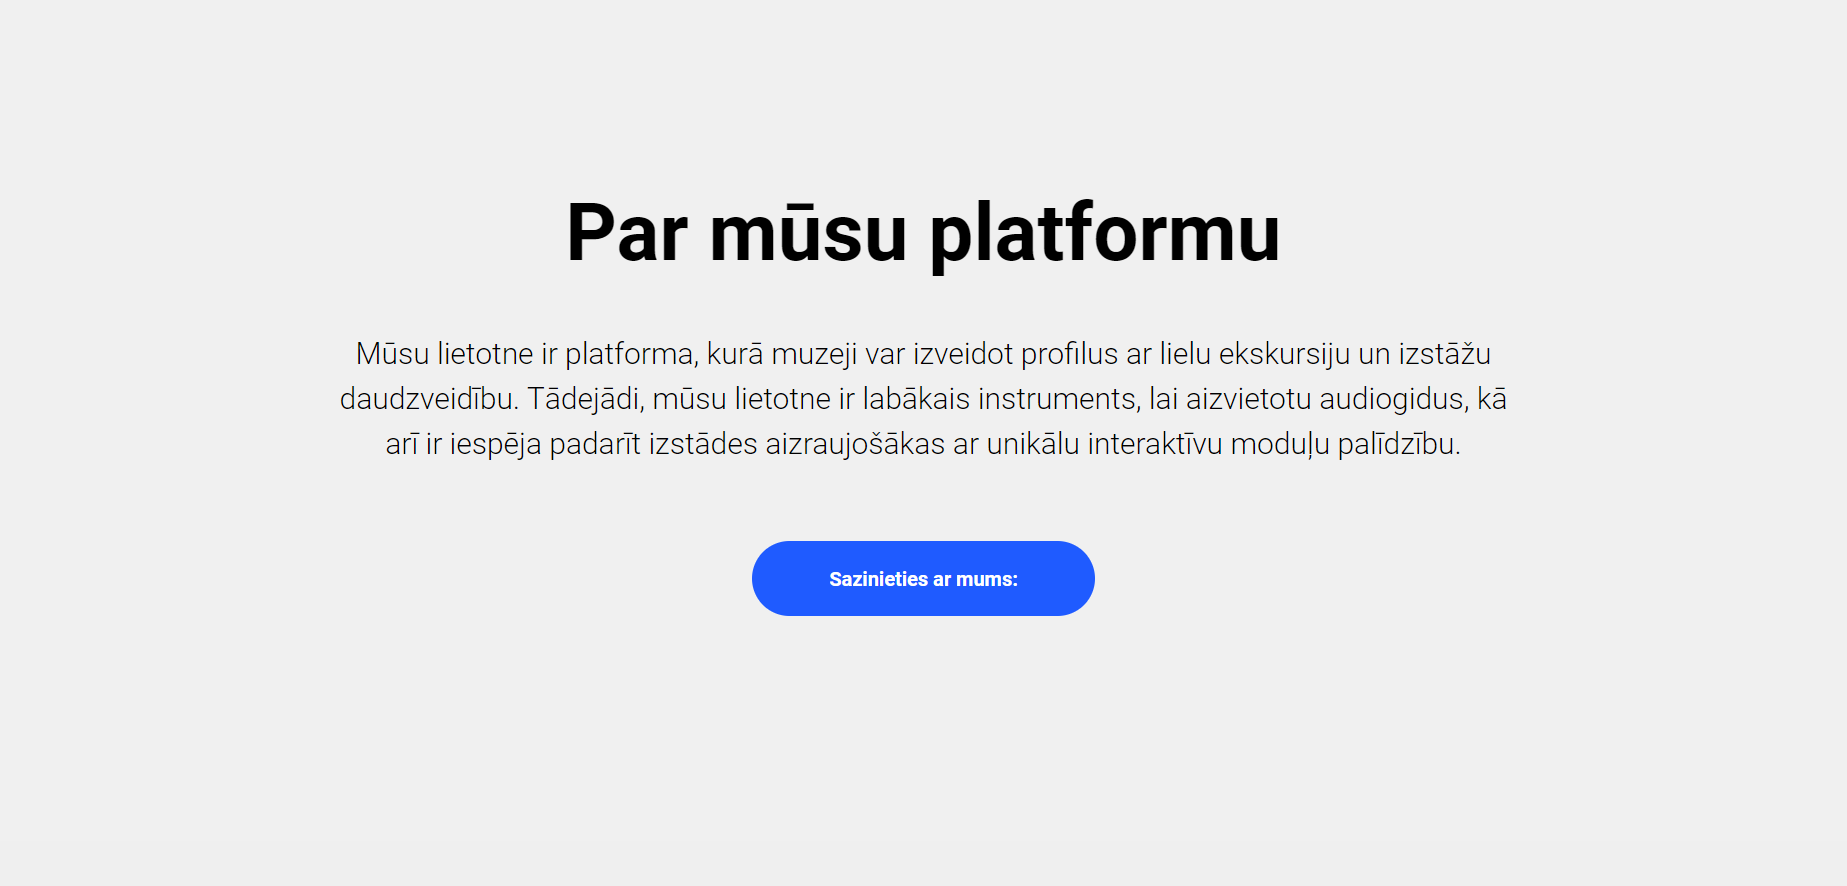 Par mūsu platformu
Mūsu lietotne ir platforma, kurā muzeji var izveidot profilus ar lielu ekskursiju un izstāžu
daudzveidību. Tādejādi, mūsu lietotne ir labākais instruments, lai aizvietotu audiogidus, kā
arī ir iespēja padarīt izstādes aizraujošākas ar unikālu interaktīvu moduļu palīdzību.
Sazinieties ar mums: